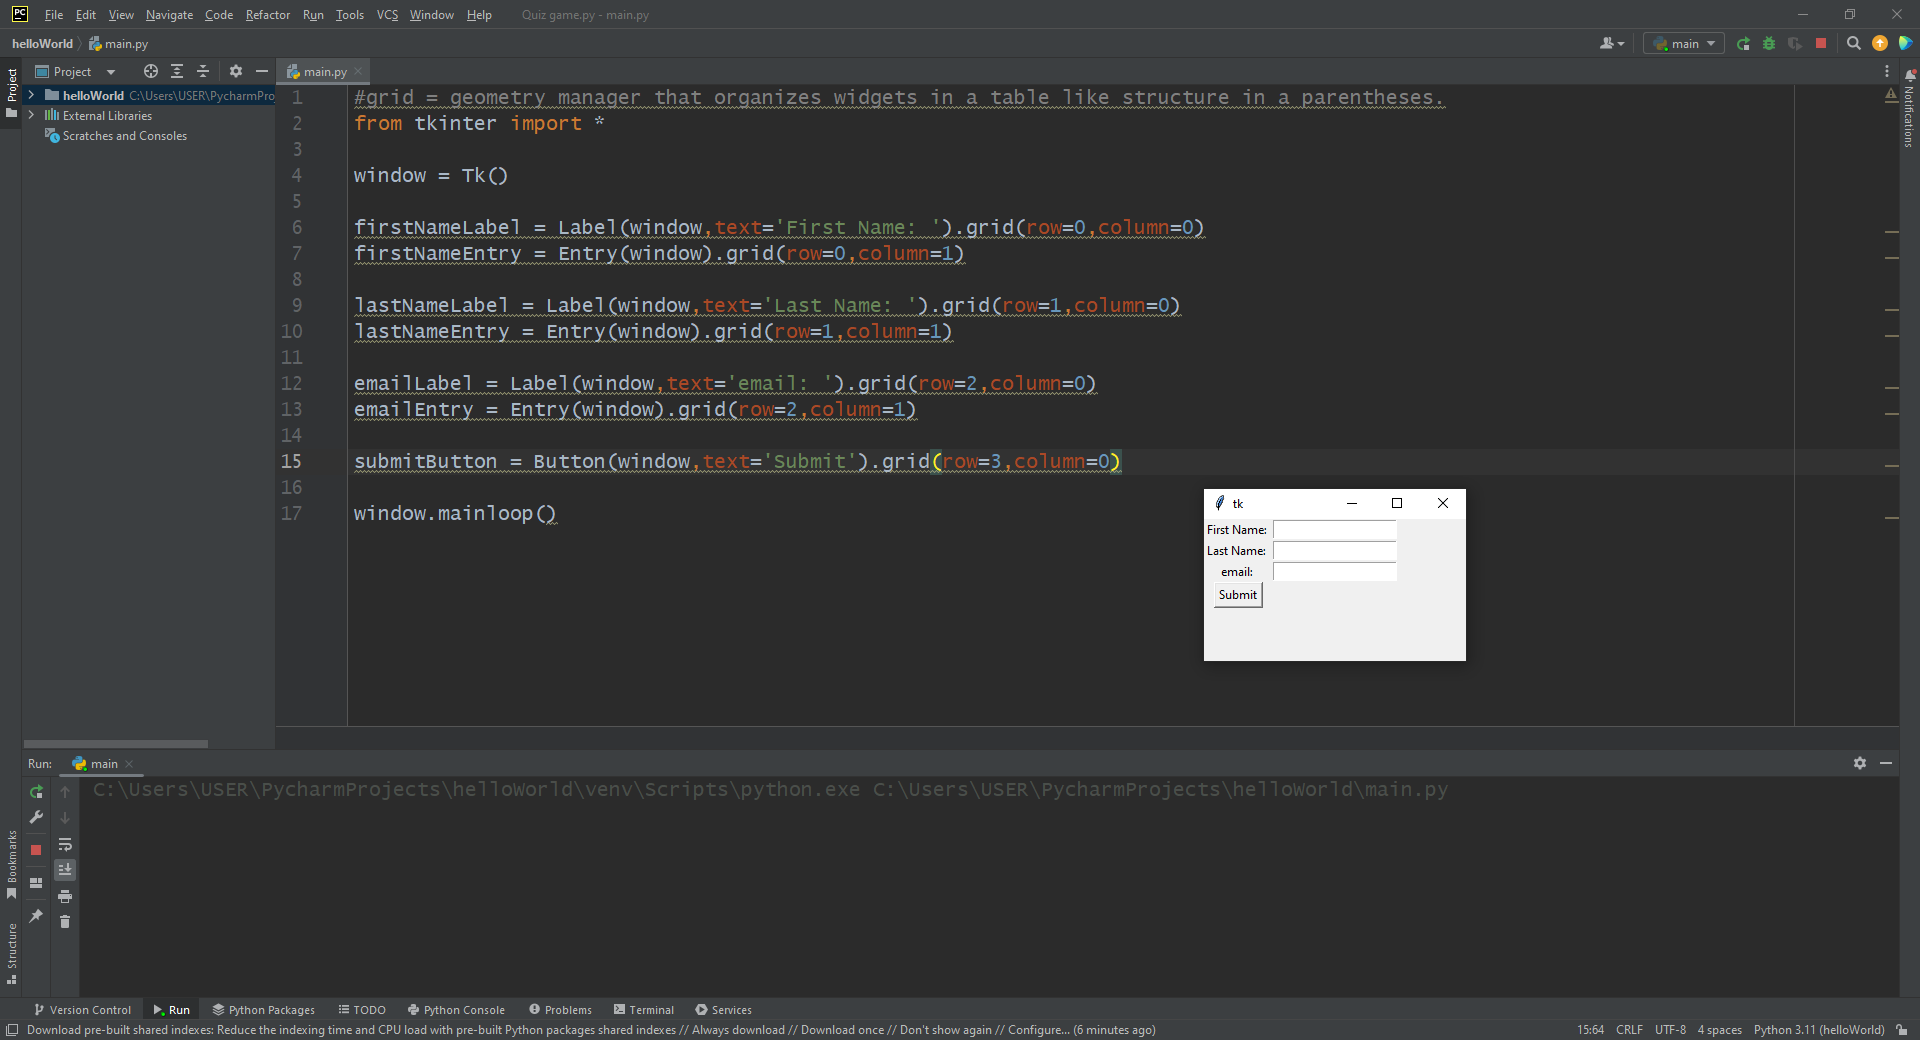 PC File Edit View Navigate Code Refactor Run Tools VCS Window Help Quiz game.py - main.py
helloWorld main.py main
Project
Project main.py
helloWorld C:\Users\USER\PycharmPro
External Libraries
Scratches and Consoles
Notifications
1 #grid = geometry manager that organizes widgets in a table like structure in a parentheses.
2 from tkinter import *
3
4 window = Tk()
5
6 firstNameLabel = Label(window,text='First Name: ').grid(row=0,column=0)
7 firstNameEntry = Entry(window).grid(row=0,column=1)
8
9 lastNameLabel = Label(window,text='Last Name: ').grid(row=1,column=0)
10 lastNameEntry = Entry(window).grid(row=1,column=1)
11
12 emailLabel = Label(window,text='email: ').grid(row=2,column=0)
13 emailEntry = Entry(window).grid(row=2,column=1)
14
15 submitButton = Button(window,text='Submit').grid(row=3,column=0)
16
17 window.mainloop()
tk
First Name:
Last Name:
email:
Submit
Run: main
C:\Users\USER\PycharmProjects\helloWorld\venv\Scripts\python.exe C:\Users\USER\PycharmProjects\helloWorld\main.py
Bookmarks
Structure
Version Control Run Python Packages TODO Python Console Problems Terminal Services
Download pre-built shared indexes: Reduce the indexing time and CPU load with pre-built Python packages shared indexes // Always download // Download once // Don't show again // Configure... (6 minutes ago) 15:64 CRLF UTF-8 4 spaces Python 3.11 (helloWorld)